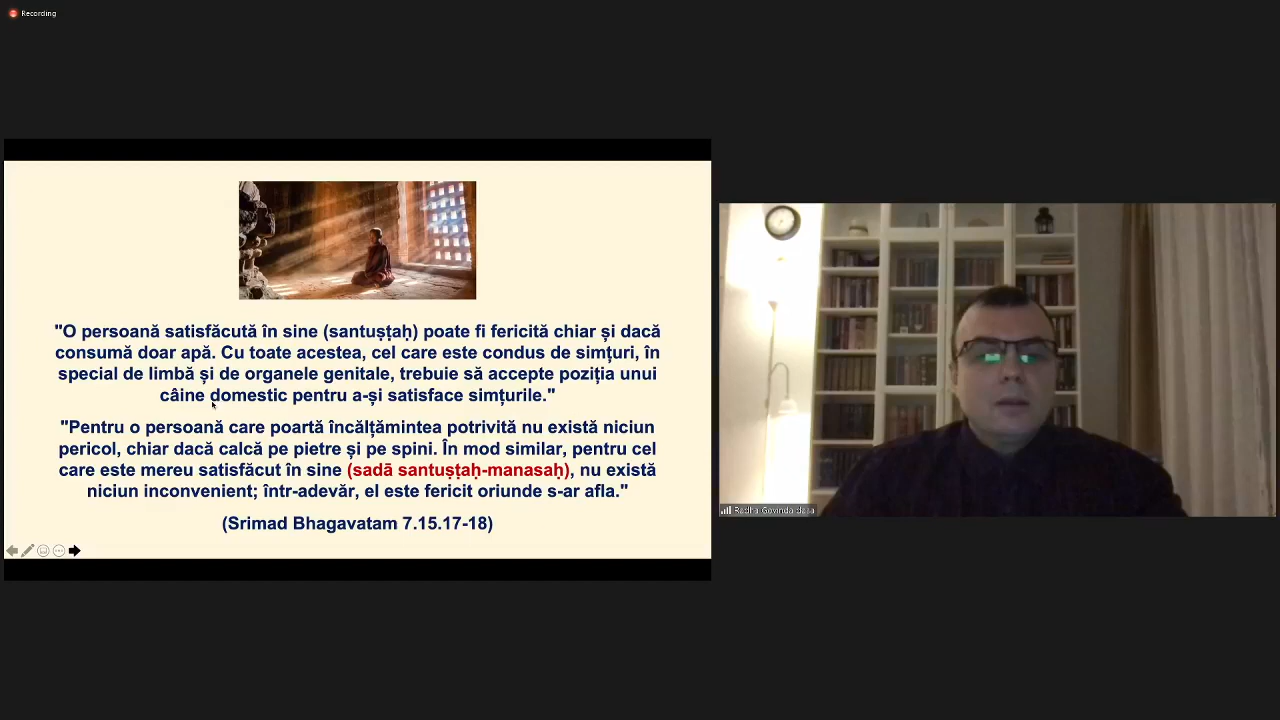 Recording
"O persoană satisfăcută în sine (santuṣṭaḥ) poate fi fericită chiar și dacă
consumă doar apă. Cu toate acestea, cel care este condus de simțuri, în
special de limbă și de organele genitale, trebuie să accepte poziția unui
câine domestic pentru a-și satisface simțurile."
"Pentru o persoană care poartă încălțămintea potrivită nu există niciun
pericol, chiar dacă calcă pe pietre și pe spini. În mod similar, pentru cel
care este mereu satisfăcut în sine (sadā santuṣṭaḥ-manasaḥ), nu există
niciun inconvenient; într-adevăr, el este fericit oriunde s-ar afla."
(Srimad Bhagavatam 7.15.17-18)
Radha Govinda dasa